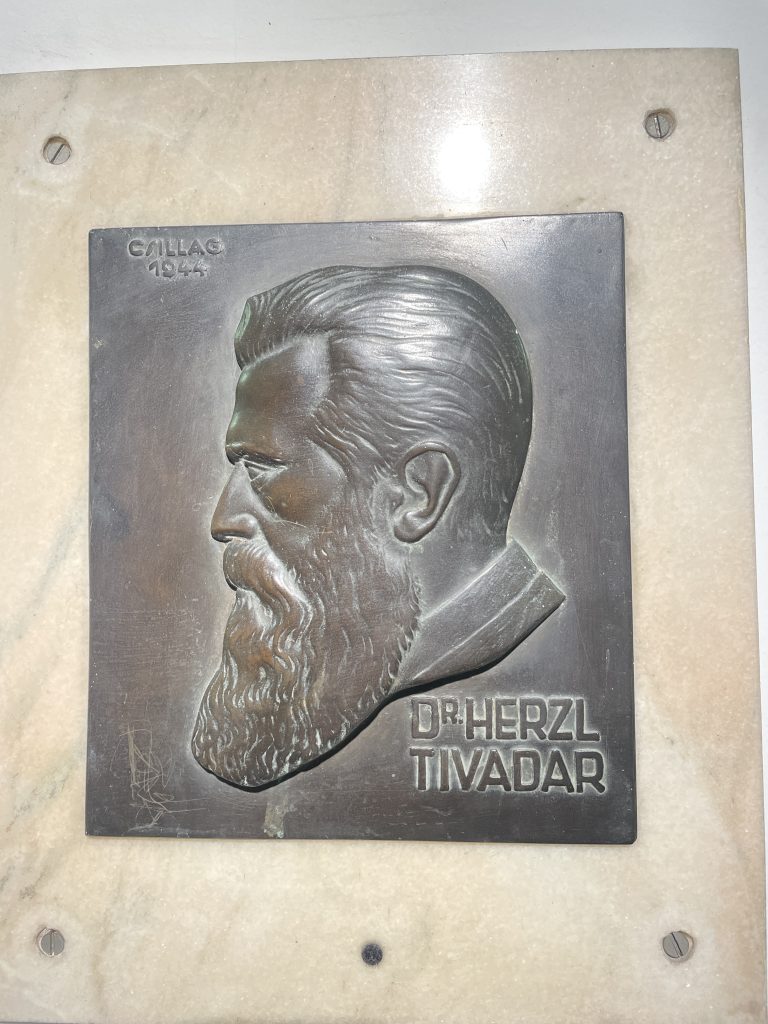 CSILLAG
1944
DR. HERZL
TIVADAR